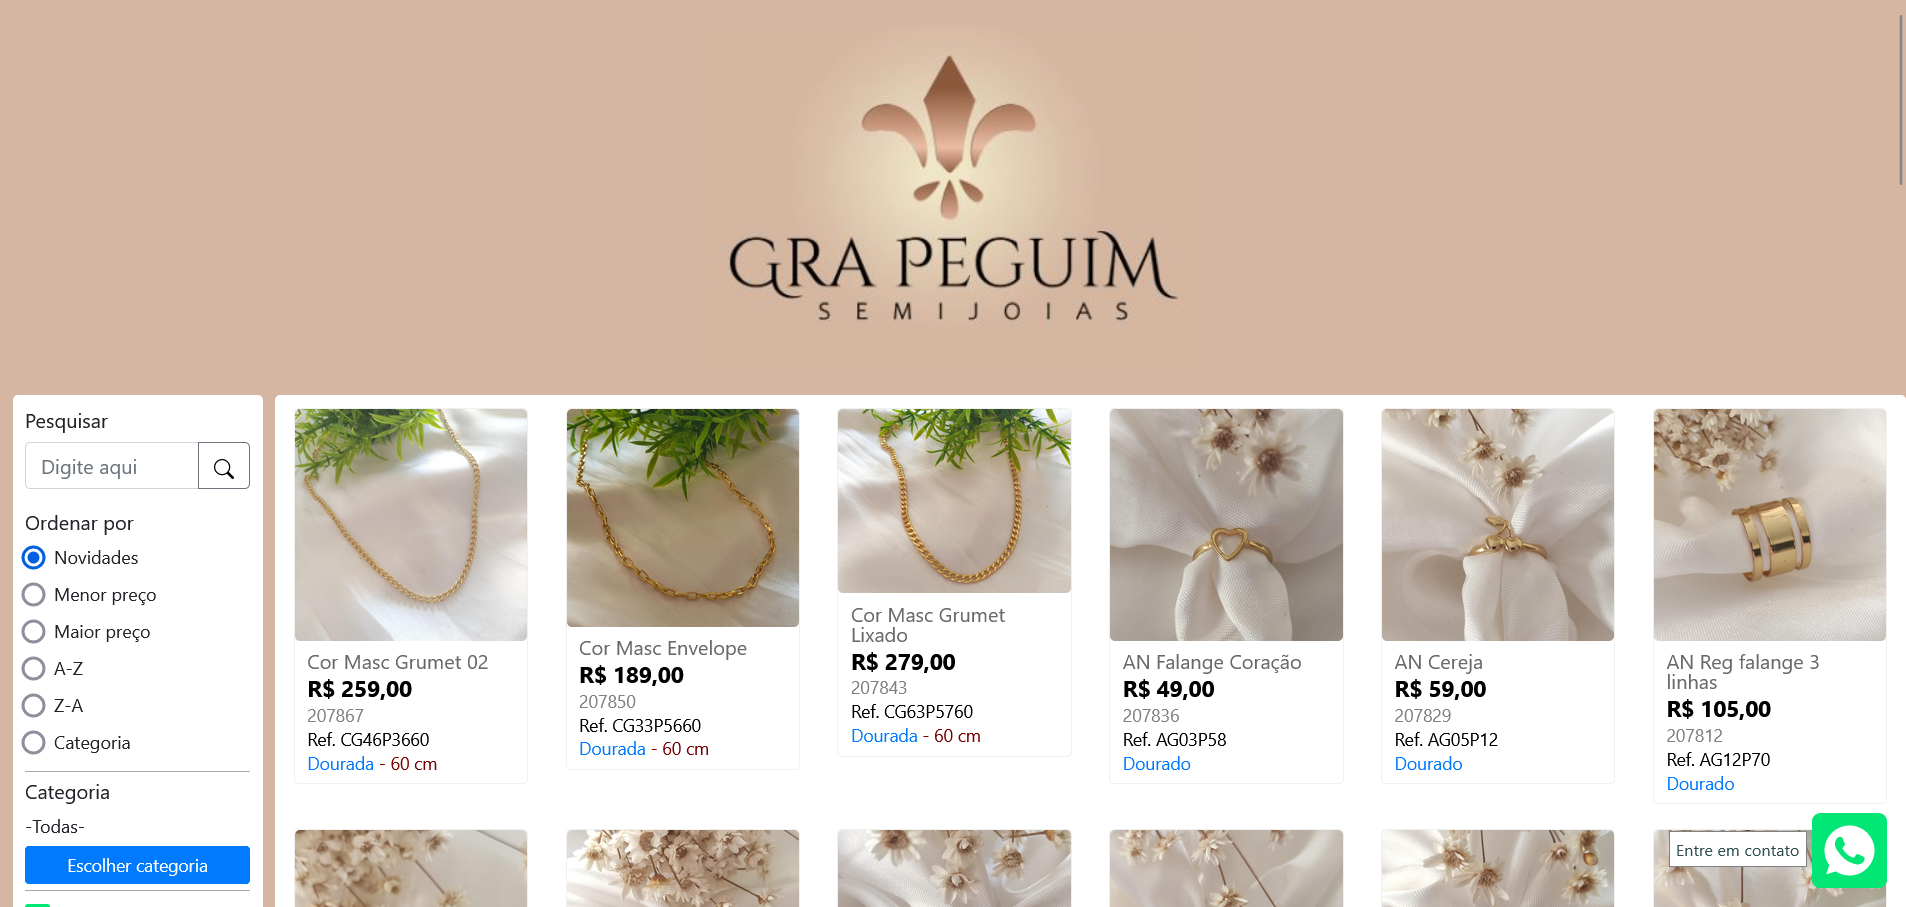 GRA PEGUIM
SEMIJOIAS
Pesquisar
Digite aqui
Ordenar por
Novidades
Menor preço
Maior preço
A-Z
Z-A
Categoria
Categoria
-Todas-
Escolher categoria
Cor Masc Grumet 02
R$ 259,00
207867
Ref. CG46P3660
Dourada - 60 cm
Cor Masc Envelope
R$ 189,00
207850
Ref. CG33P5660
Dourada - 60 cm
Cor Masc Grumet
Lixado
R$ 279,00
207843
Ref. CG63P5760
Dourada - 60 cm
AN Falange Coração
R$ 49,00
207836
Ref. AG03P58
Dourado
AN Cereja
R$ 59,00
207829
Ref. AG05P12
Dourado
AN Reg falange 3
linhas
R$ 105,00
207812
Ref. AG12P70
Dourado
Entre em contato